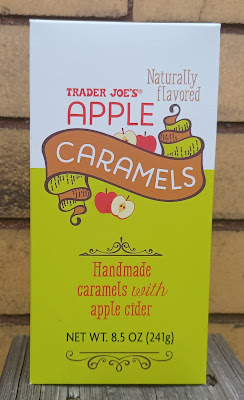 Naturally
flavored
TRADER JOE'S®
APPLE
CARAMELS
Handmade
caramels with
apple cider
NET WT. 8.5 OZ (241g)